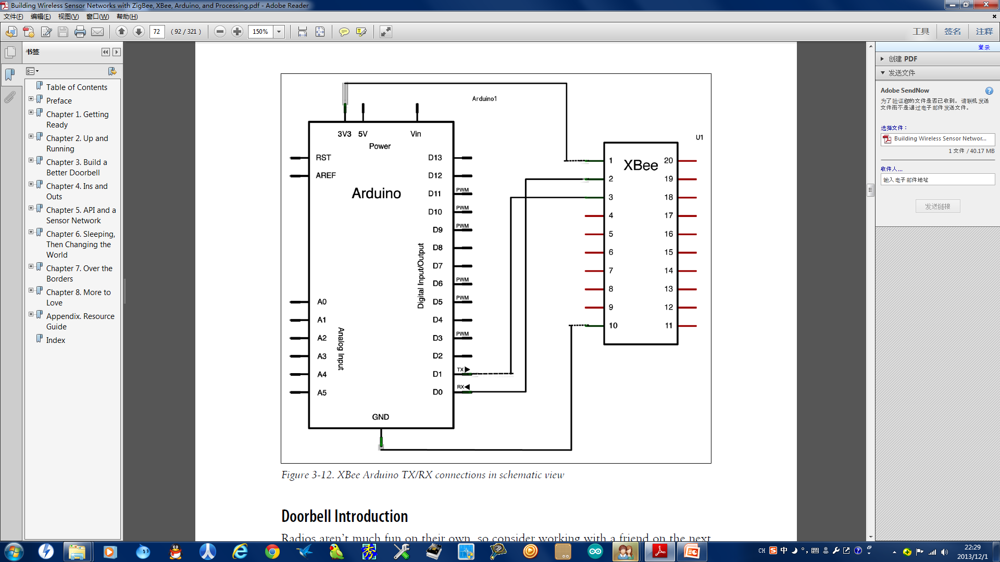 Building Wireless Sensor Networks with ZigBee, XBee, Arduino, and Processing.pdf - Adobe Reader
文件(F) 编辑(E) 视图(V) 窗口(W) 帮助(H)
72 ( 92 / 321 ) 150% 工具 签名 注释
书签
Table of Contents
Preface
Chapter 1. Getting
Ready
Chapter 2. Up and
Running
Chapter 3. Build a
Better Doorbell
Chapter 4. Ins and
Outs
Chapter 5. API and a
Sensor Network
Chapter 6. Sleeping,
Then Changing the
World
Chapter 7. Over the
Borders
Chapter 8. More to
Love
Appendix. Resource
Guide
Index
Arduino1
3V3 5V Vin
Power
RST
AREF
Arduino
A0
A1
A2
A3
A4
A5
Analog Input
Digital Input/Output
D13
D12
D11 PWM
D10 PWM
D9 PWM
D8
D7
D6 PWM
D5 PWM
D4
D3 PWM
D2
D1 TX
D0 RX
GND
U1
XBee
1 20
2 19
3 18
4 17
5 16
6 15
7 14
8 13
9 12
10 11
Figure 3-12. XBee Arduino TX/RX connections in schematic view
Doorbell Introduction
Radios aren't much fun on their own, so consider working with a friend on the next
登录
创建 PDF
发送文件
Adobe SendNow
为了验证您的文件是否已收到。请联机发送
文件而不是通过电子邮件发送文件。
选择文件：
Building Wireless Sensor Networ...
1 文件 / 40.17 MB
收件人...
输入电子邮件地址
发送链接
CH 中
22:29
2013/12/1